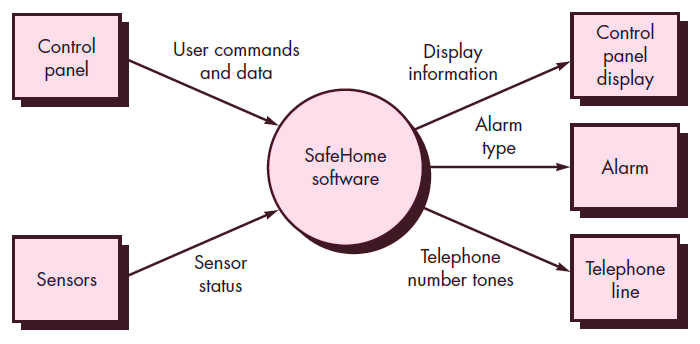 Control
panel
User commands
and data
Display
information
Control
panel
display
SafeHome
software
Alarm
type
Alarm
Sensors
Sensor
status
Telephone
number tones
Telephone
line